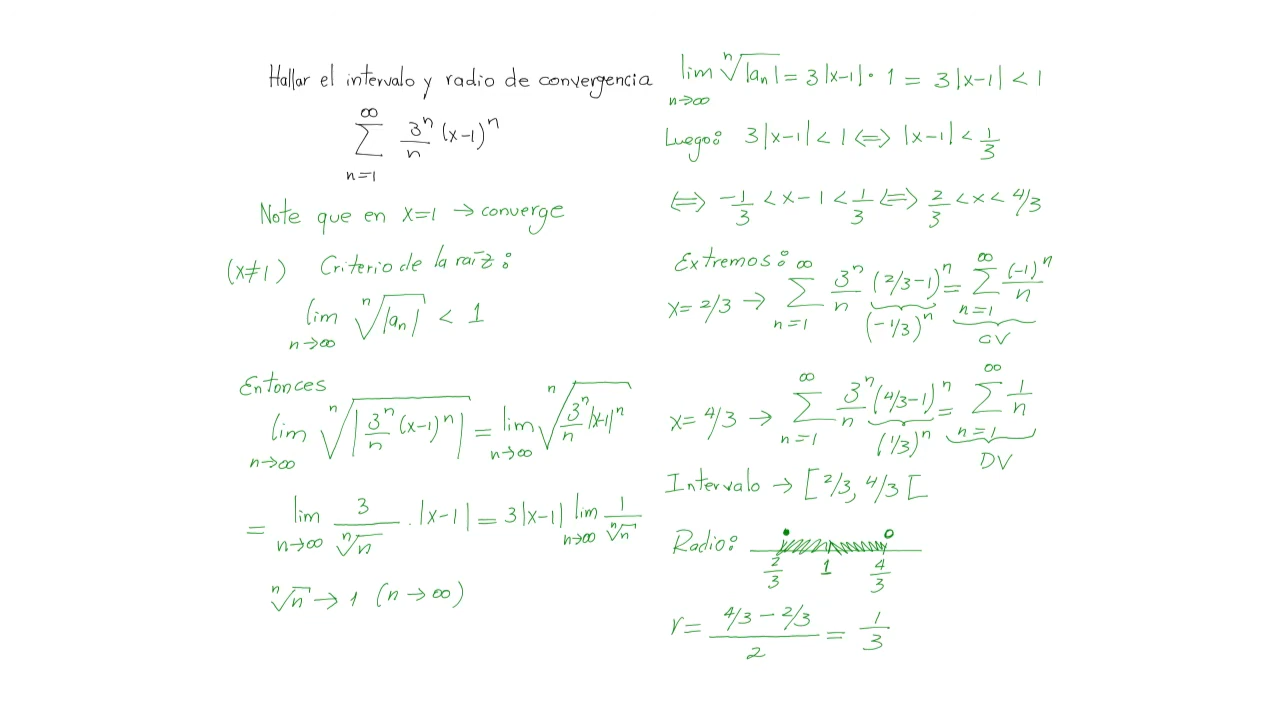 Hallar el intervalo y radio de convergencia
∑_{n=1}^{∞} 3^n/n (x-1)^n
Note que en x=1 → converge
(x≠1) Criterio de la raíz:
lim_{n→∞} ⁿ√|a_n| < 1
Entonces
lim_{n→∞} ⁿ√|3^n/n (x-1)^n| = lim_{n→∞} ⁿ√(3^n/n |x-1|^n)
= lim_{n→∞} 3/ⁿ√n · |x-1| = 3|x-1| lim_{n→∞} 1/ⁿ√n
ⁿ√n → 1 (n→∞)
lim_{n→∞} ⁿ√|a_n| = 3|x-1| · 1 = 3|x-1| < 1
Luego: 3|x-1| < 1 ⟺ |x-1| < 1/3
⟺ -1/3 < x-1 < 1/3 ⟺ 2/3 < x < 4/3
Extremos:
x = 2/3 → ∑_{n=1}^{∞} 3^n/n (2/3-1)^n = ∑_{n=1}^{∞} (-1)^n/n
(-1/3)^n CV
x = 4/3 → ∑_{n=1}^{∞} 3^n/n (4/3-1)^n = ∑_{n=1}^{∞} 1/n
(1/3)^n DV
Intervalo → [2/3, 4/3[
Radio:
2/3 1 4/3
r = (4/3 - 2/3)/2 = 1/3